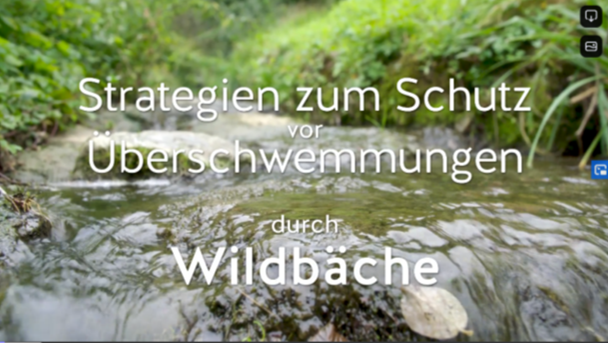 Strategien zum Schutz
vor
Überschwemmungen
durch
Wildbäche